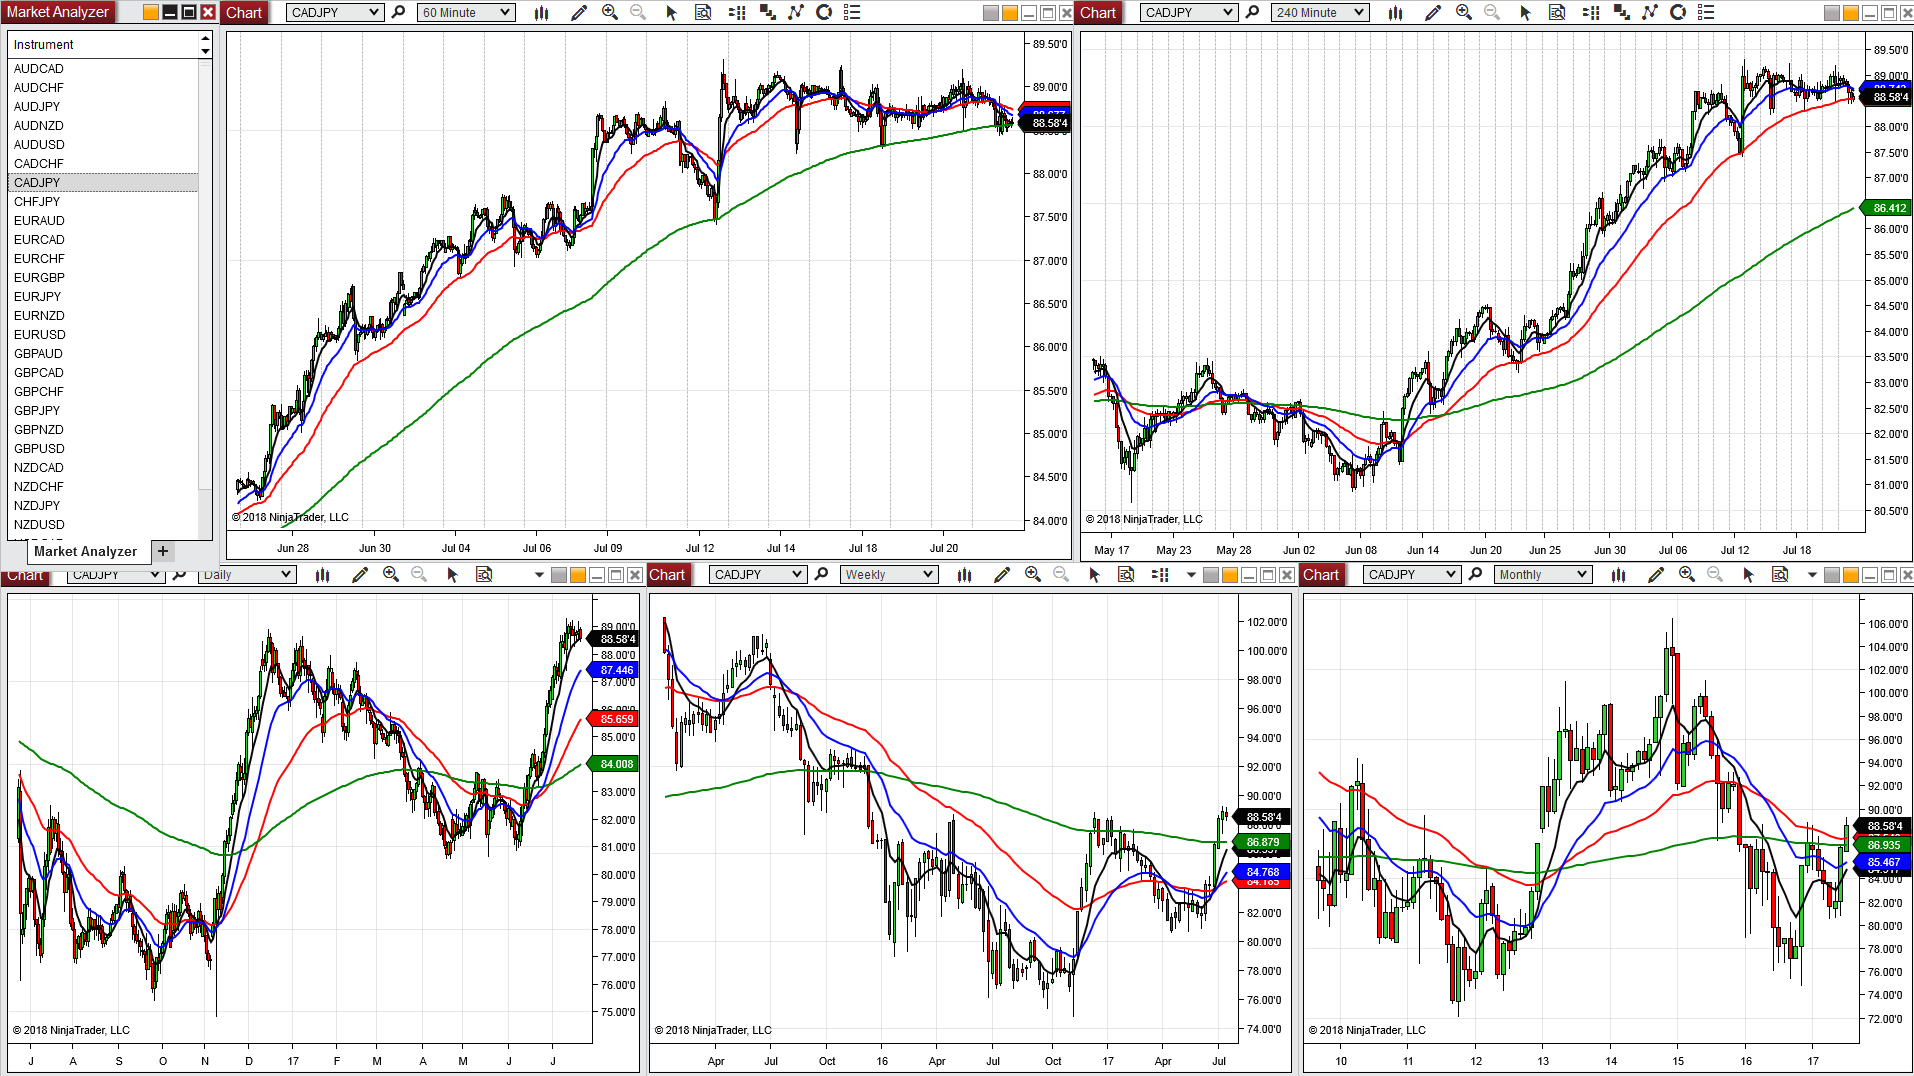 Market Analyzer
Instrument
AUDCAD
AUDCHF
AUDJPY
AUDNZD
AUDUSD
CADCHF
CADJPY
CHFJPY
EURAUD
EURCAD
EURCHF
EURGBP
EURJPY
EURNZD
EURUSD
GBPAUD
GBPCAD
GBPCHF
GBPJPY
GBPNZD
GBPUSD
NZDCAD
NZDCHF
NZDJPY
NZDUSD
Market Analyzer +
Chart CADJPY 60 Minute
89.50'0
89.00'0
88.58'4
88.00'0
87.50'0
87.00'0
86.50'0
86.00'0
85.50'0
85.00'0
84.50'0
84.00'0
© 2018 NinjaTrader, LLC
Jun 28 Jun 30 Jul 04 Jul 06 Jul 09 Jul 12 Jul 14 Jul 18 Jul 20
Chart CADJPY 240 Minute
89.50'0
89.00'0
88.58'4
88.00'0
87.50'0
87.00'0
86.412
86.00'0
85.50'0
85.00'0
84.50'0
84.00'0
83.50'0
83.00'0
82.50'0
82.00'0
81.50'0
81.00'0
80.50'0
© 2018 NinjaTrader, LLC
May 17 May 23 May 28 Jun 02 Jun 08 Jun 14 Jun 20 Jun 25 Jun 30 Jul 06 Jul 12 Jul 18
Chart CADJPY Daily
89.00'0
88.58'4
88.00'0
87.446
87.00'0
86.00'0
85.659
85.00'0
84.008
83.00'0
82.00'0
81.00'0
80.00'0
79.00'0
78.00'0
77.00'0
76.00'0
75.00'0
© 2018 NinjaTrader, LLC
J A S O N D 17 F M A M J J
Chart CADJPY Weekly
102.00'0
100.00'0
98.00'0
96.00'0
94.00'0
92.00'0
90.00'0
88.58'4
86.879
84.768
84.185
82.00'0
80.00'0
78.00'0
76.00'0
74.00'0
© 2018 NinjaTrader, LLC
Apr Jul Oct 16 Apr Jul Oct 17 Apr Jul
Chart CADJPY Monthly
106.00'0
104.00'0
102.00'0
100.00'0
98.00'0
96.00'0
94.00'0
92.00'0
90.00'0
88.58'4
86.935
85.467
84.00'0
82.00'0
80.00'0
78.00'0
76.00'0
74.00'0
72.00'0
© 2018 NinjaTrader, LLC
10 11 12 13 14 15 16 17